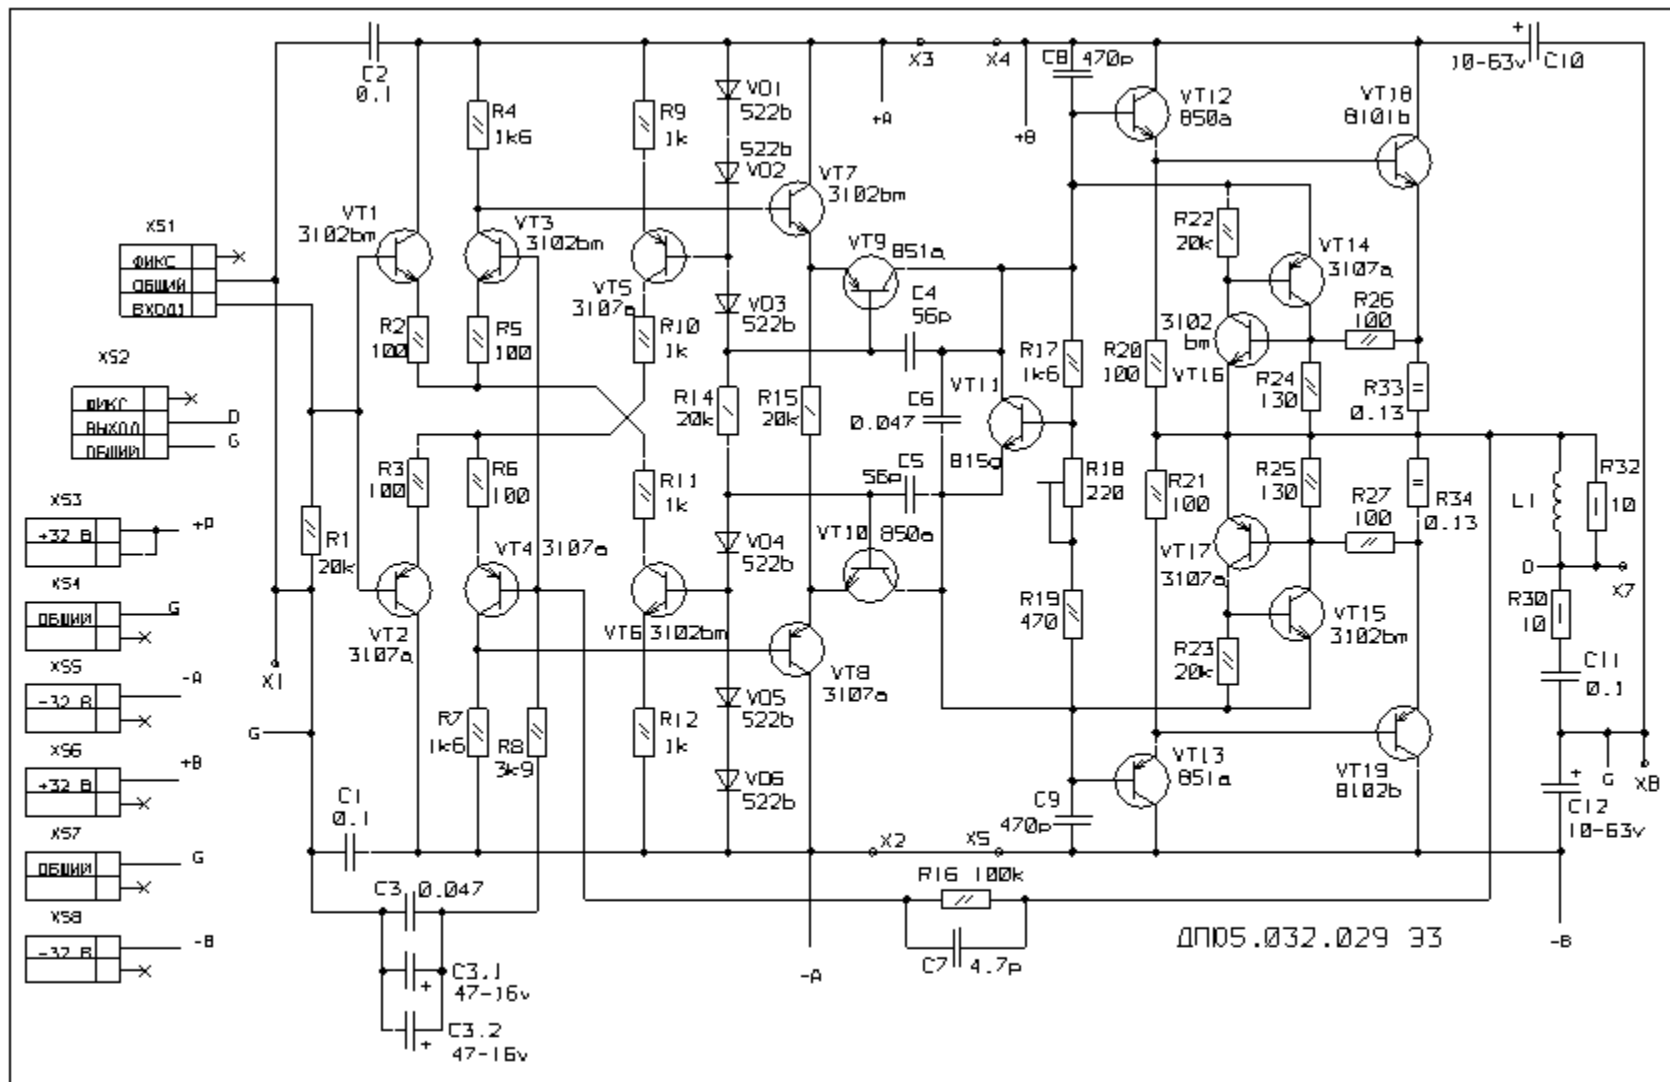 C2
0.1
R4
1k6
R9
1k
VD1
522b
522b
VD2
+A
X3
X4
+B
C8 470p
VT12
850a
VT18
8101b
10-63v
+
C10
XS1
ФИКС
ОБЩИЙ
ВХОД1
VT1
3102bm
VT3
3102bm
VT5
3107a
VT7
3102bm
VT9
851a
C4
56p
VD3
522b
R22
20k
VT14
3107a
R26
100
3102
bm
VT16
XS2
ФИКС
ВЫХОД
ОБЩИЙ
D
G
R2
100
R5
100
R10
1k
R14
20k
R15
20k
C6
0.047
VT11
815a
R17
1k6
R20
100
R24
130
R33
0.13
XS3
+32 В
+A
R1
20k
R3
100
R6
100
R11
1k
C5
56p
R18
220
R21
100
R25
130
R27
100
R34
0.13
L1
R32
10
XS4
ОБЩИЙ
G
VT2
3107a
VT4
3107a
VT6
3102bm
VD4
522b
VT10
850a
R19
470
VT17
3107a
VT15
3102bm
R23
20k
D
X7
R30
10
C11
0.1
XS5
-32 В
-A
X1
G
R7
1k6
R8
3k9
R12
1k
VT8
3107a
VD5
522b
VD6
522b
VT13
851a
VT19
8102b
G
X8
XS6
+32 В
+B
C1
0.1
C9
470p
+
C12
10-63v
XS7
ОБЩИЙ
G
X2
X5
C3
0.047
R16 100k
XS8
-32 В
-B
C7
4.7p
C3.1
47-16v
+
-A
ДП05.032.029 Э3
-B
C3.2
47-16v
+